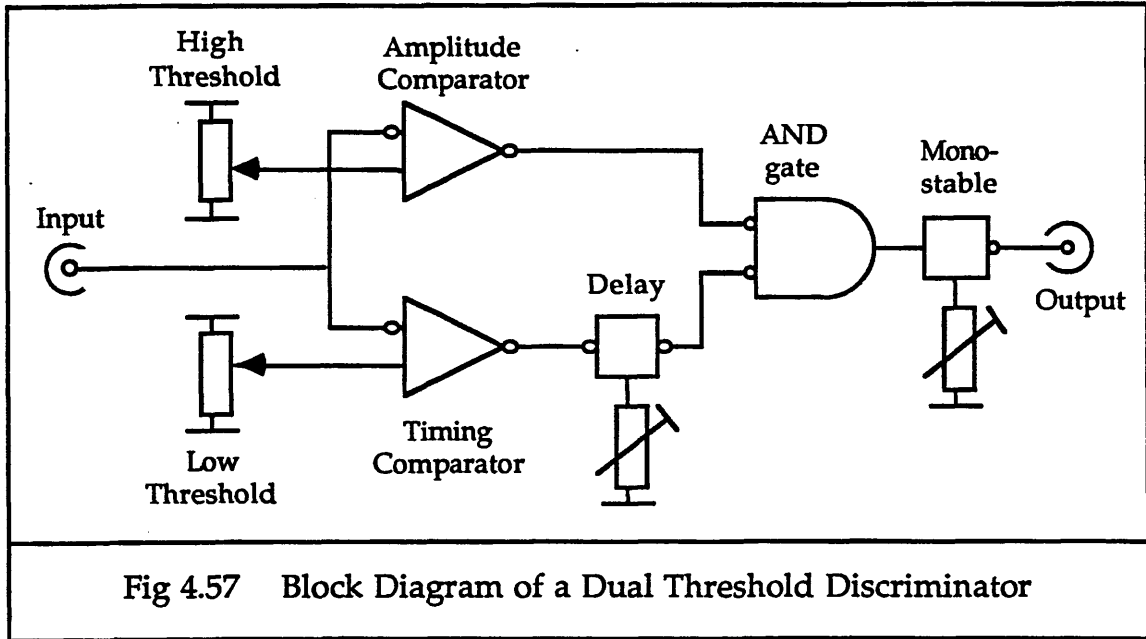 High
Threshold
Amplitude
Comparator
AND
gate
Mono-
stable
Input
Delay
Output
Low
Threshold
Timing
Comparator
Fig 4.57 Block Diagram of a Dual Threshold Discriminator